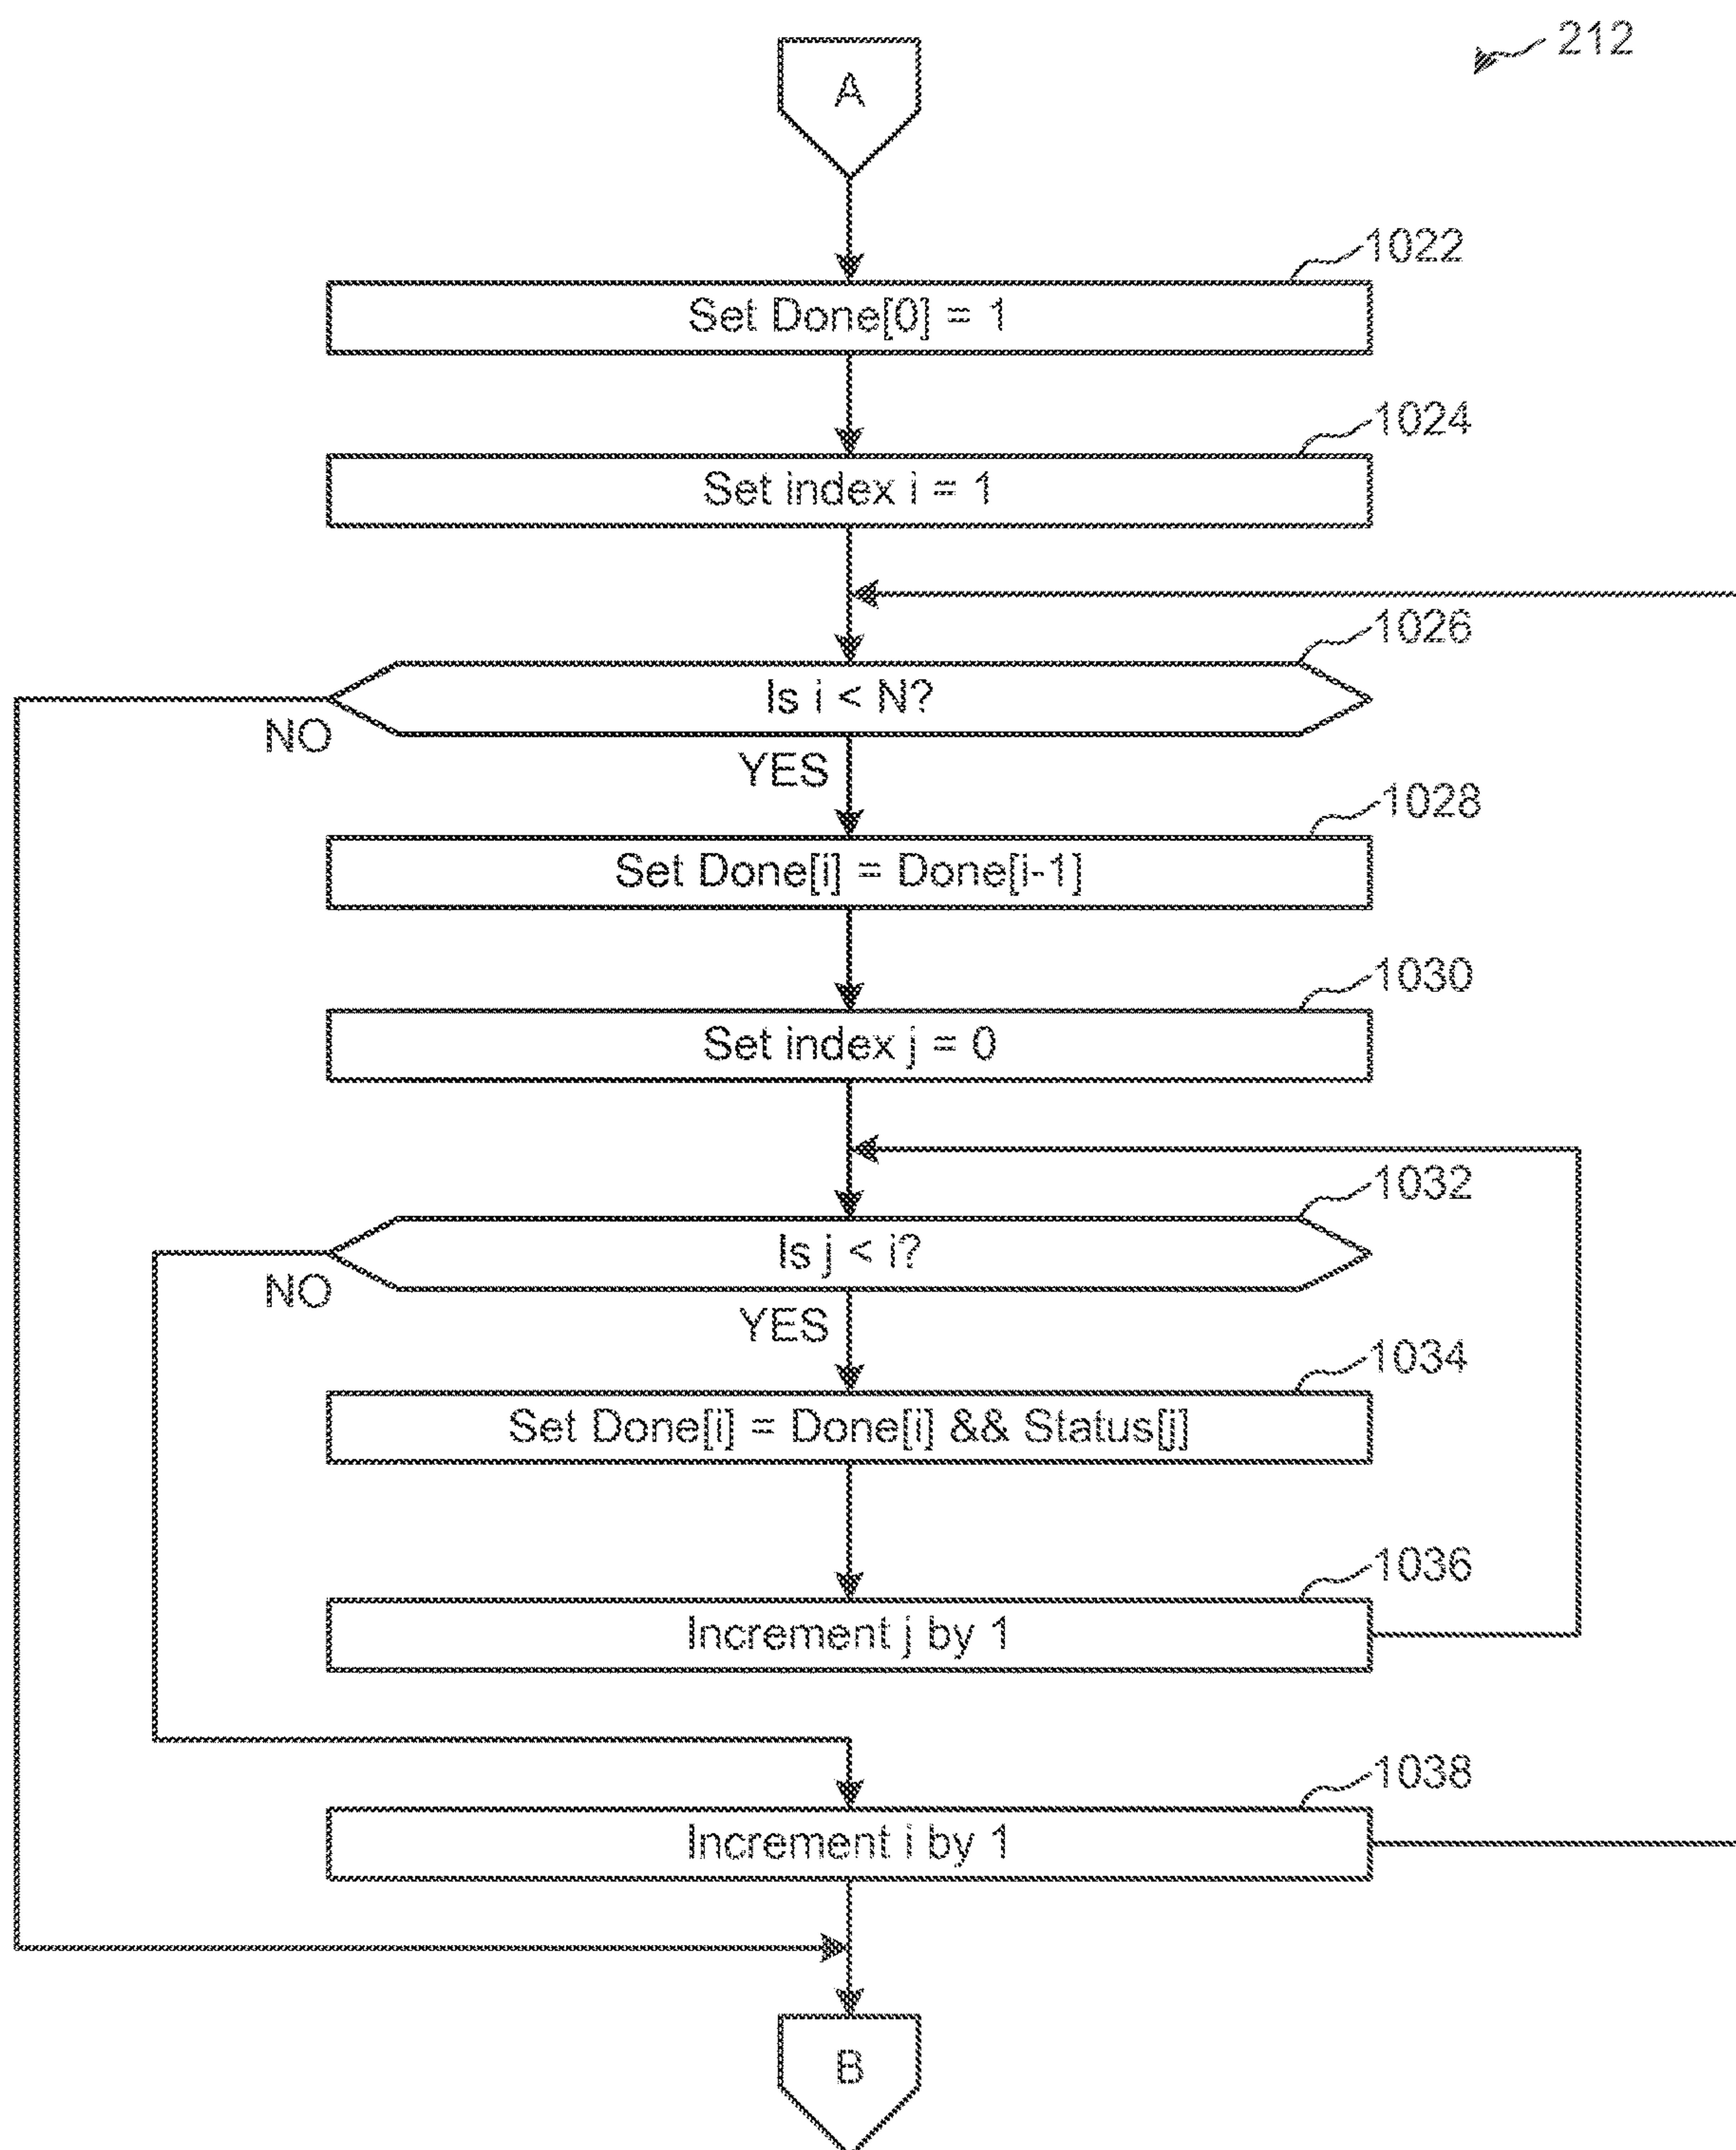 212
A
1022
Set Done[0] = 1
1024
Set index i = 1
1026
Is i < N?
NO
YES
1028
Set Done[i] = Done[i-1]
1030
Set index j = 0
1032
Is j < i?
NO
YES
1034
Set Done[i] = Done[i] && Status[j]
1036
Increment j by 1
1038
Increment i by 1
B